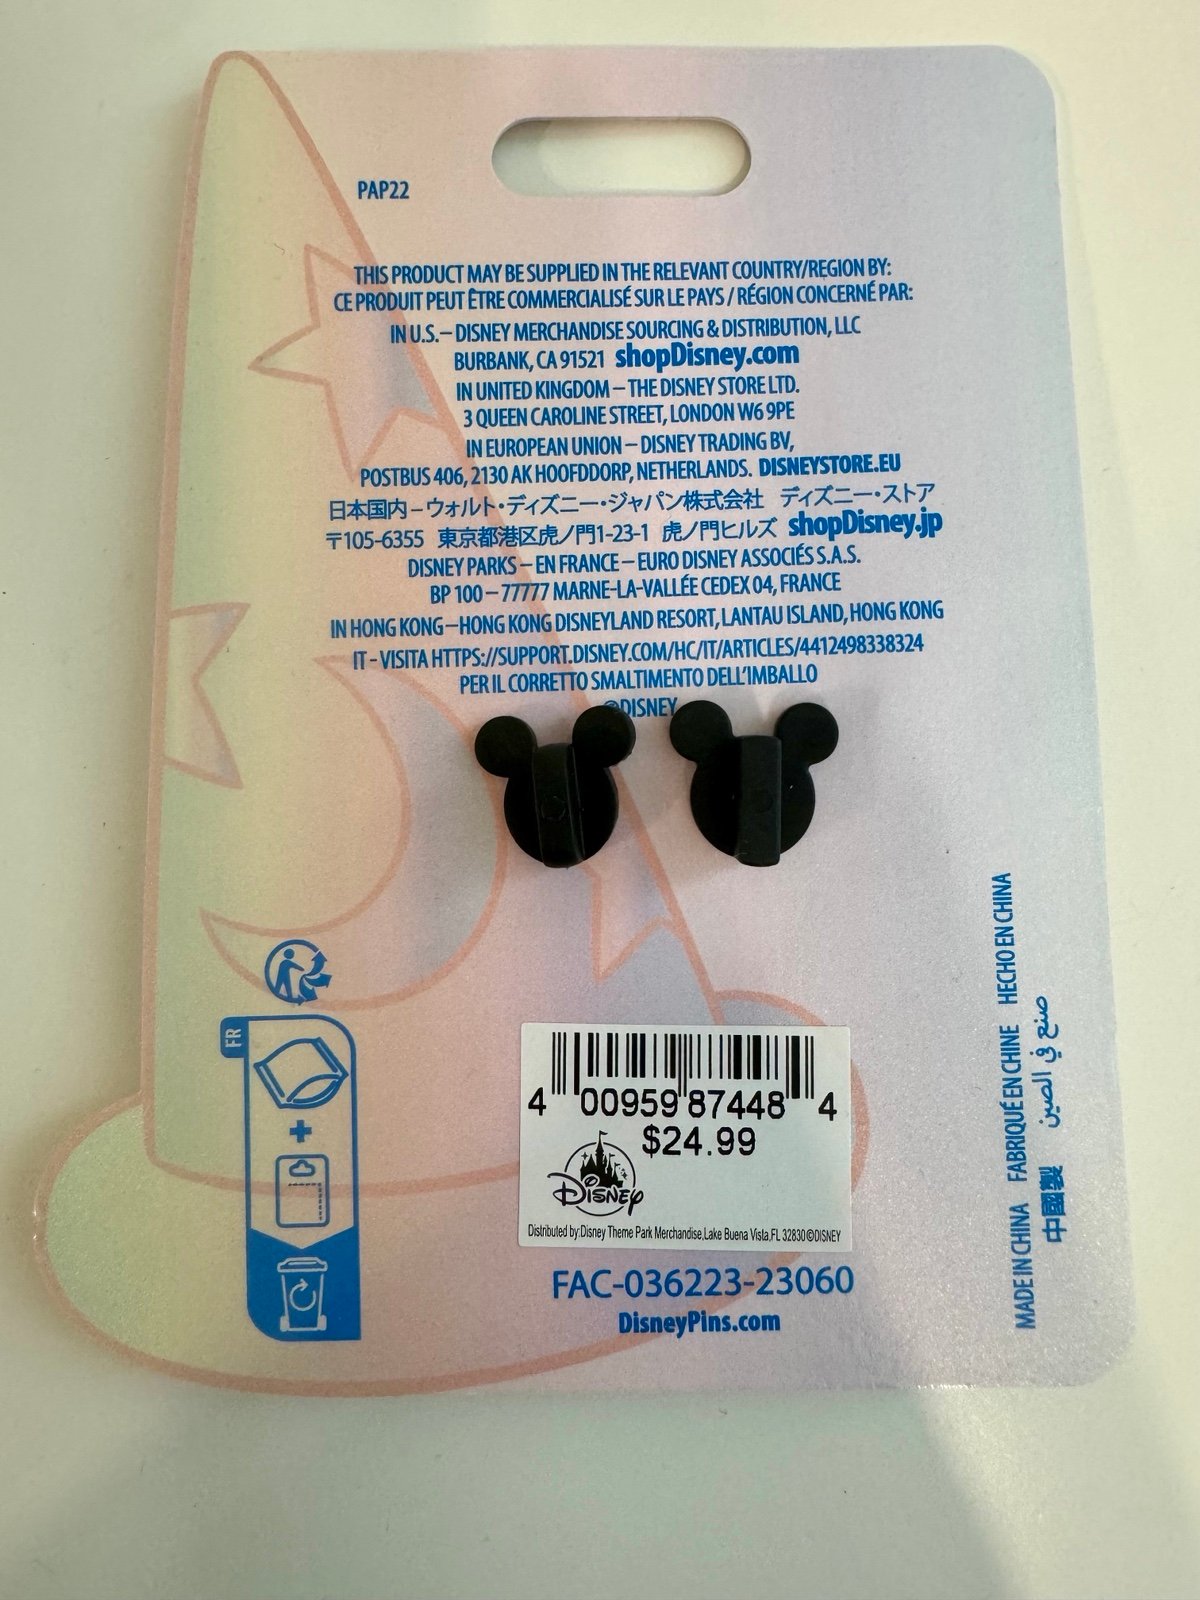 PAP22
THIS PRODUCT MAY BE SUPPLIED IN THE RELEVANT COUNTRY/REGION BY:
CE PRODUIT PEUT ÊTRE COMMERCIALISÉ SUR LE PAYS / RÉGION CONCERNÉ PAR:
IN U.S. – DISNEY MERCHANDISE SOURCING & DISTRIBUTION, LLC
BURBANK, CA 91521 shopDisney.com
IN UNITED KINGDOM – THE DISNEY STORE LTD.
3 QUEEN CAROLINE STREET, LONDON W6 9PE
IN EUROPEAN UNION – DISNEY TRADING BV,
POSTBUS 406, 2130 AK HOOFDDORP, NETHERLANDS. DISNEYSTORE.EU
日本国内 – ウォルト・ディズニー・ジャパン株式会社 ディズニー・ストア
〒105-6355 東京都港区虎ノ門1-23-1 虎ノ門ヒルズ shopDisney.jp
DISNEY PARKS – EN FRANCE – EURO DISNEY ASSOCIÉS S.A.S.
BP 100 – 77777 MARNE-LA-VALLÉE CEDEX 04, FRANCE
IN HONG KONG – HONG KONG DISNEYLAND RESORT, LANTAU ISLAND, HONG KONG
IT - VISITA HTTPS://SUPPORT.DISNEY.COM/HC/IT/ARTICLES/4412498338324
PER IL CORRETTO SMALTIMENTO DELL'IMBALLO
©DISNEY
FR
+
4 00959 87448 4
$24.99
Disney
Distributed by:Disney Theme Park Merchandise,Lake Buena Vista,FL 32830 ©DISNEY
FAC-036223-23060
DisneyPins.com
MADE IN CHINA FABRIQUÉ EN CHINE HECHO EN CHINA
中國製 صنع في الصين